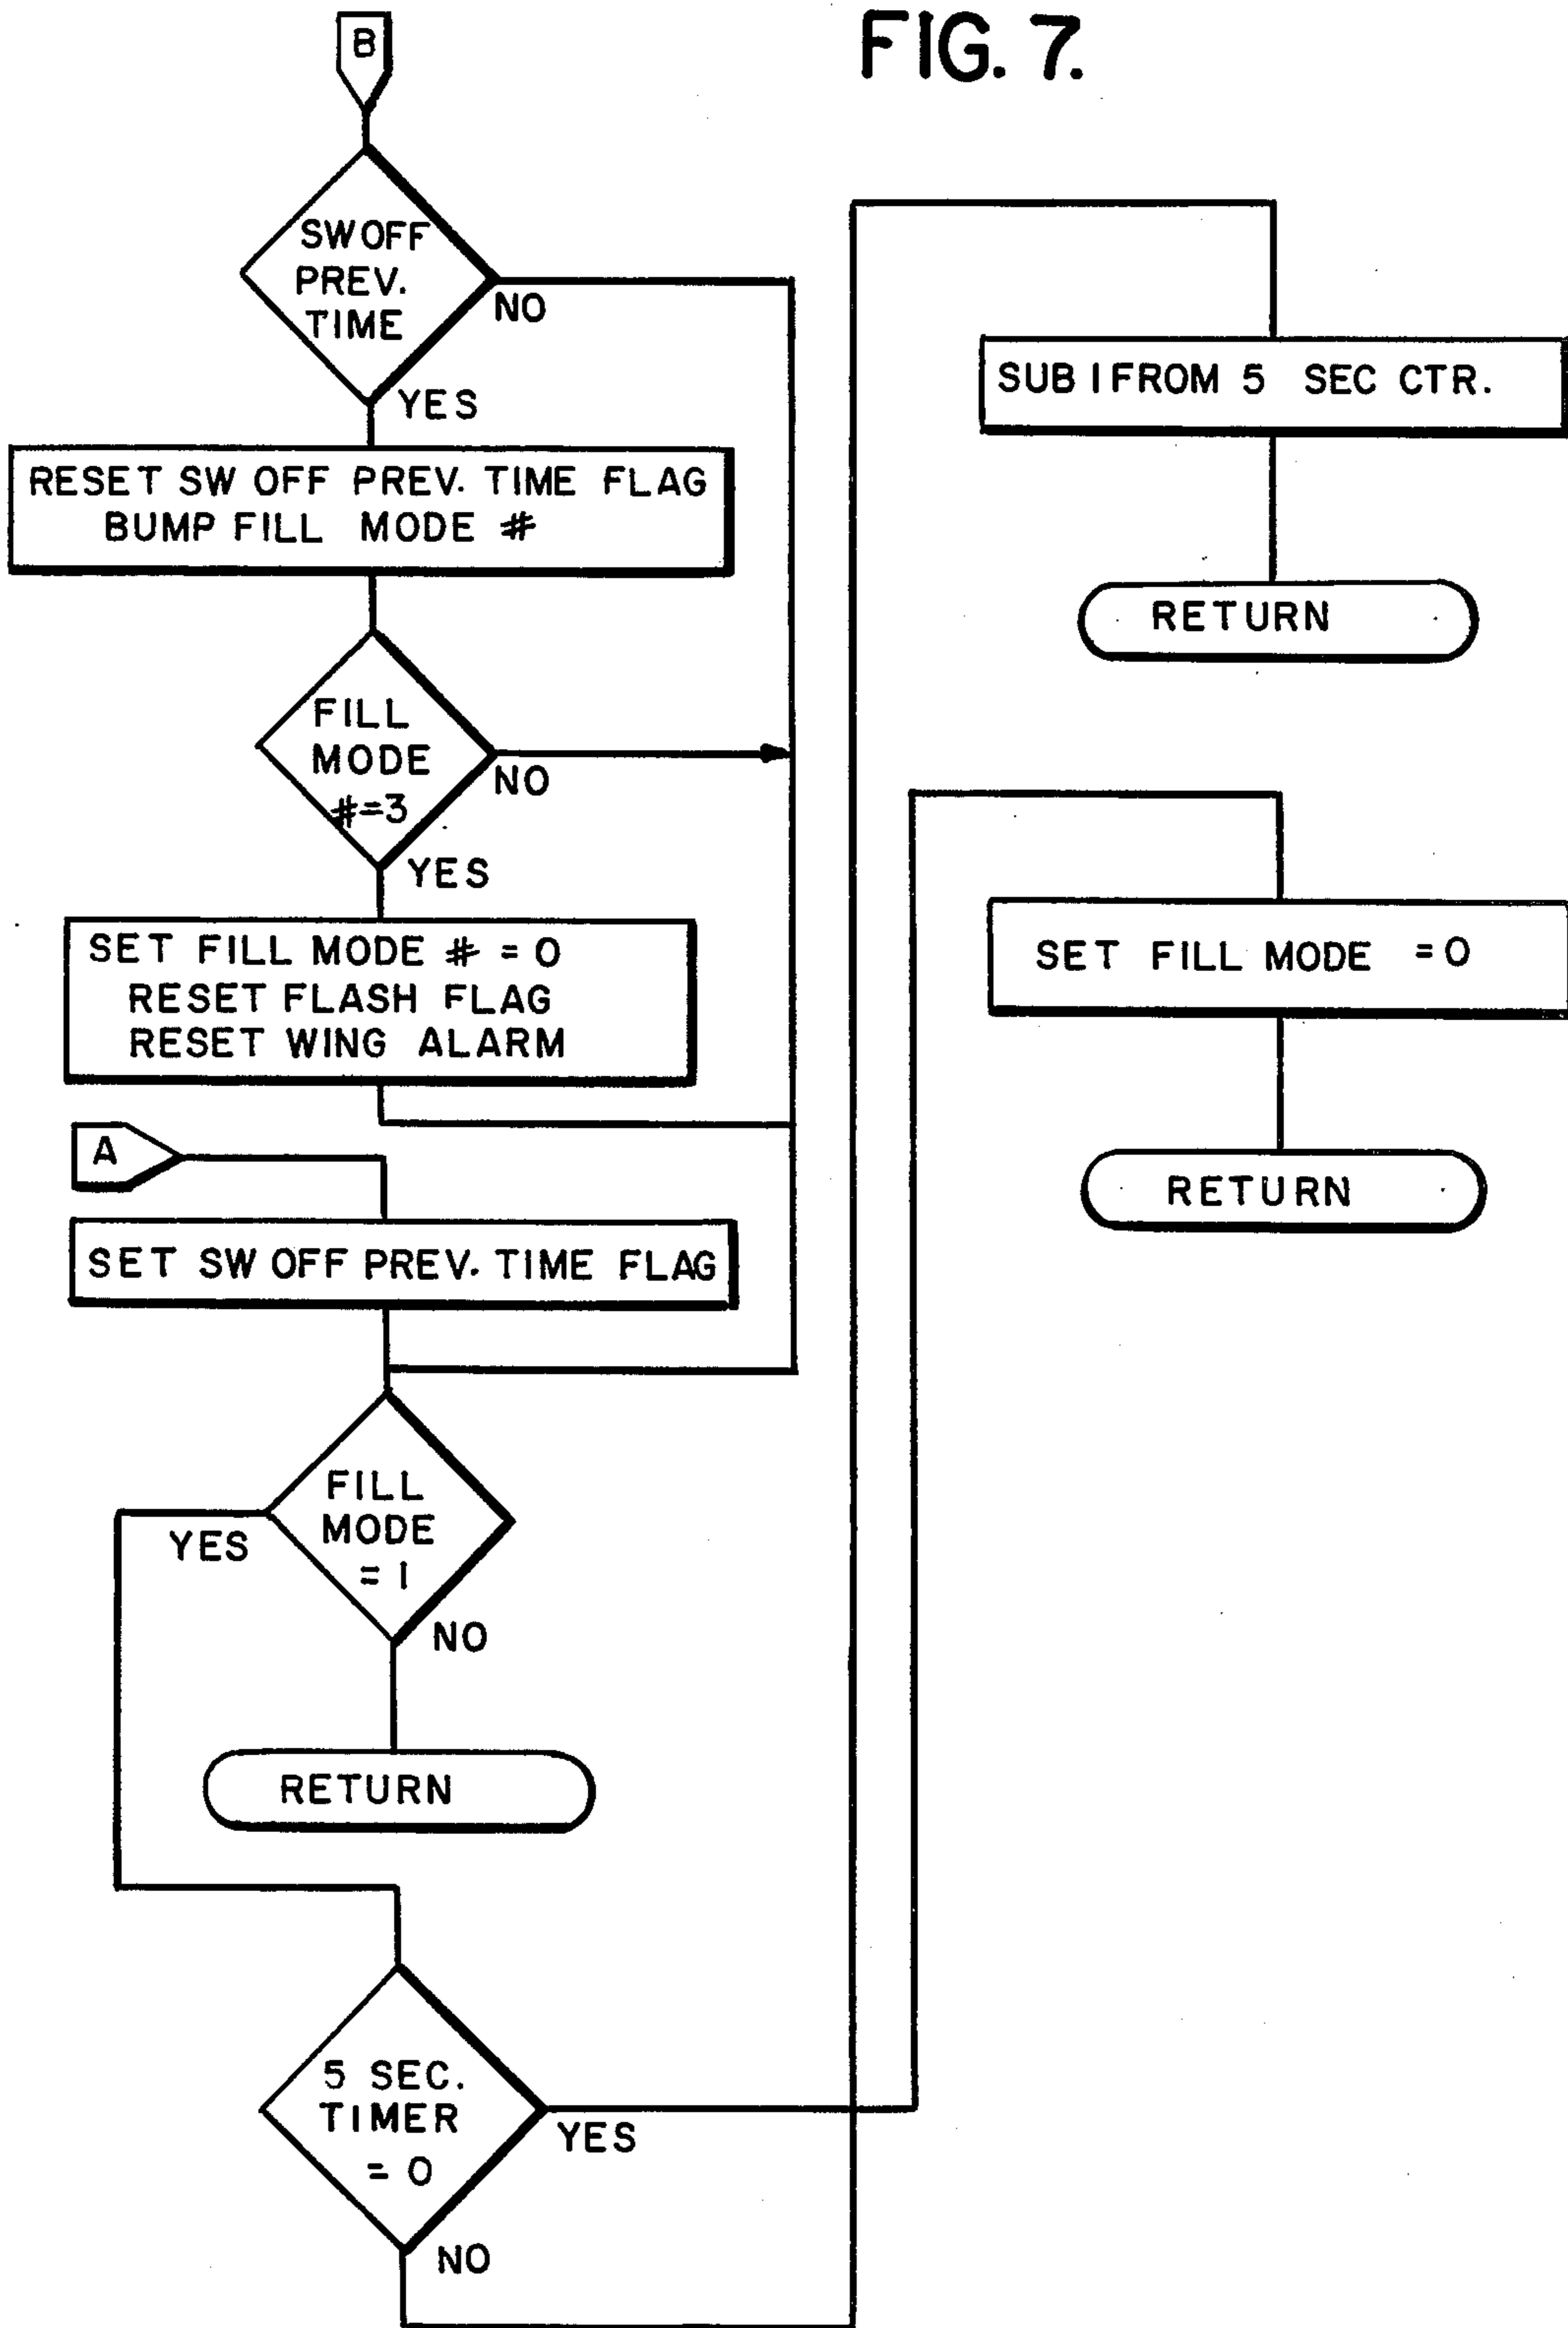 FIG. 7.
B
SW OFF
PREV.
TIME
NO
YES
RESET SW OFF PREV. TIME FLAG
BUMP FILL MODE #
FILL
MODE
#=3
NO
YES
SET FILL MODE # = 0
RESET FLASH FLAG
RESET WING ALARM
A
SET SW OFF PREV. TIME FLAG
FILL
MODE
= 1
YES
NO
RETURN
5 SEC.
TIMER
= 0
YES
NO
SUB 1 FROM 5 SEC CTR.
RETURN
SET FILL MODE = 0
RETURN